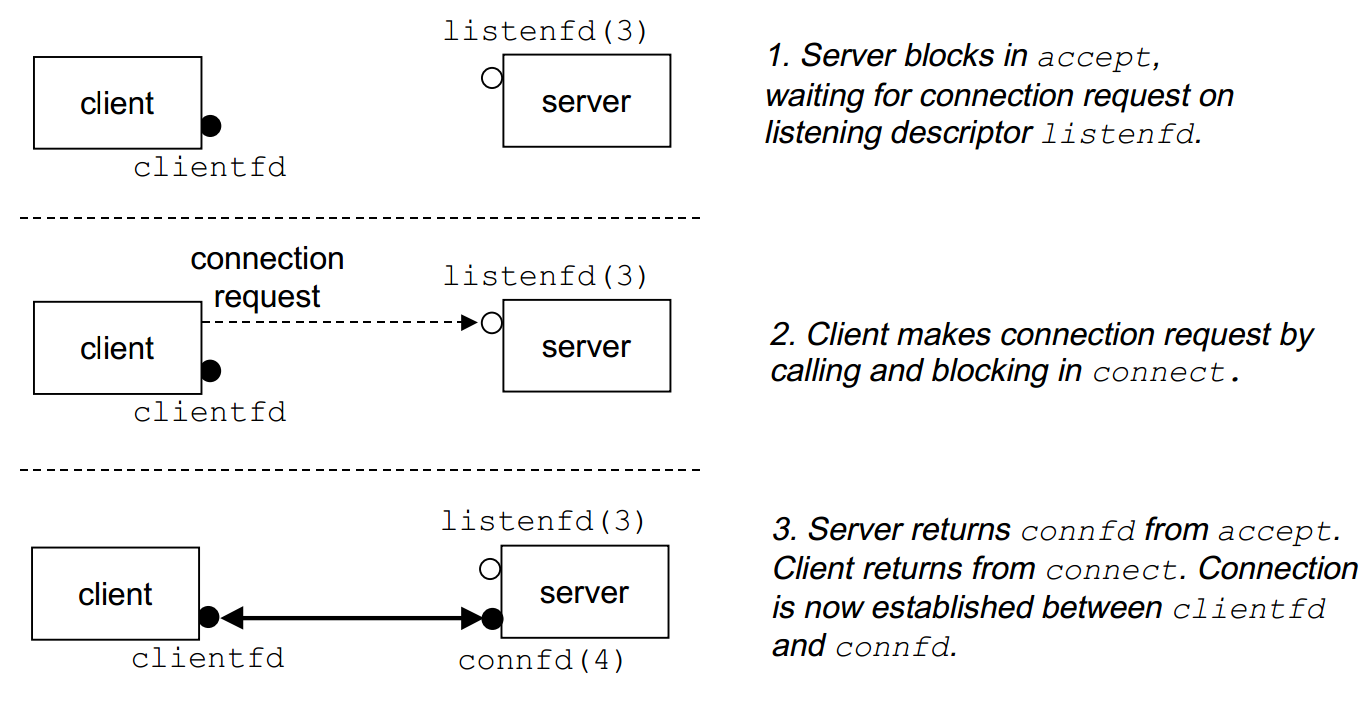 listenfd(3)
client
server
clientfd
1. Server blocks in accept,
waiting for connection request on
listening descriptor listenfd.
connection
request
listenfd(3)
client
server
clientfd
2. Client makes connection request by
calling and blocking in connect.
listenfd(3)
client
server
clientfd
connfd(4)
3. Server returns connfd from accept.
Client returns from connect. Connection
is now established between clientfd
and connfd.